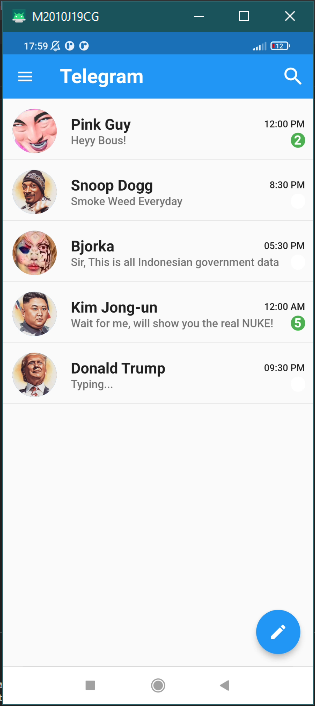 M2010J19CG
17:59
12
Telegram
Pink Guy 12:00 PM
Heyy Bous! 2
Snoop Dogg 8:30 PM
Smoke Weed Everyday
Bjorka 05:30 PM
Sir, This is all Indonesian government data
Kim Jong-un 12:00 AM
Wait for me, will show you the real NUKE! 5
Donald Trump 09:30 PM
Typing...